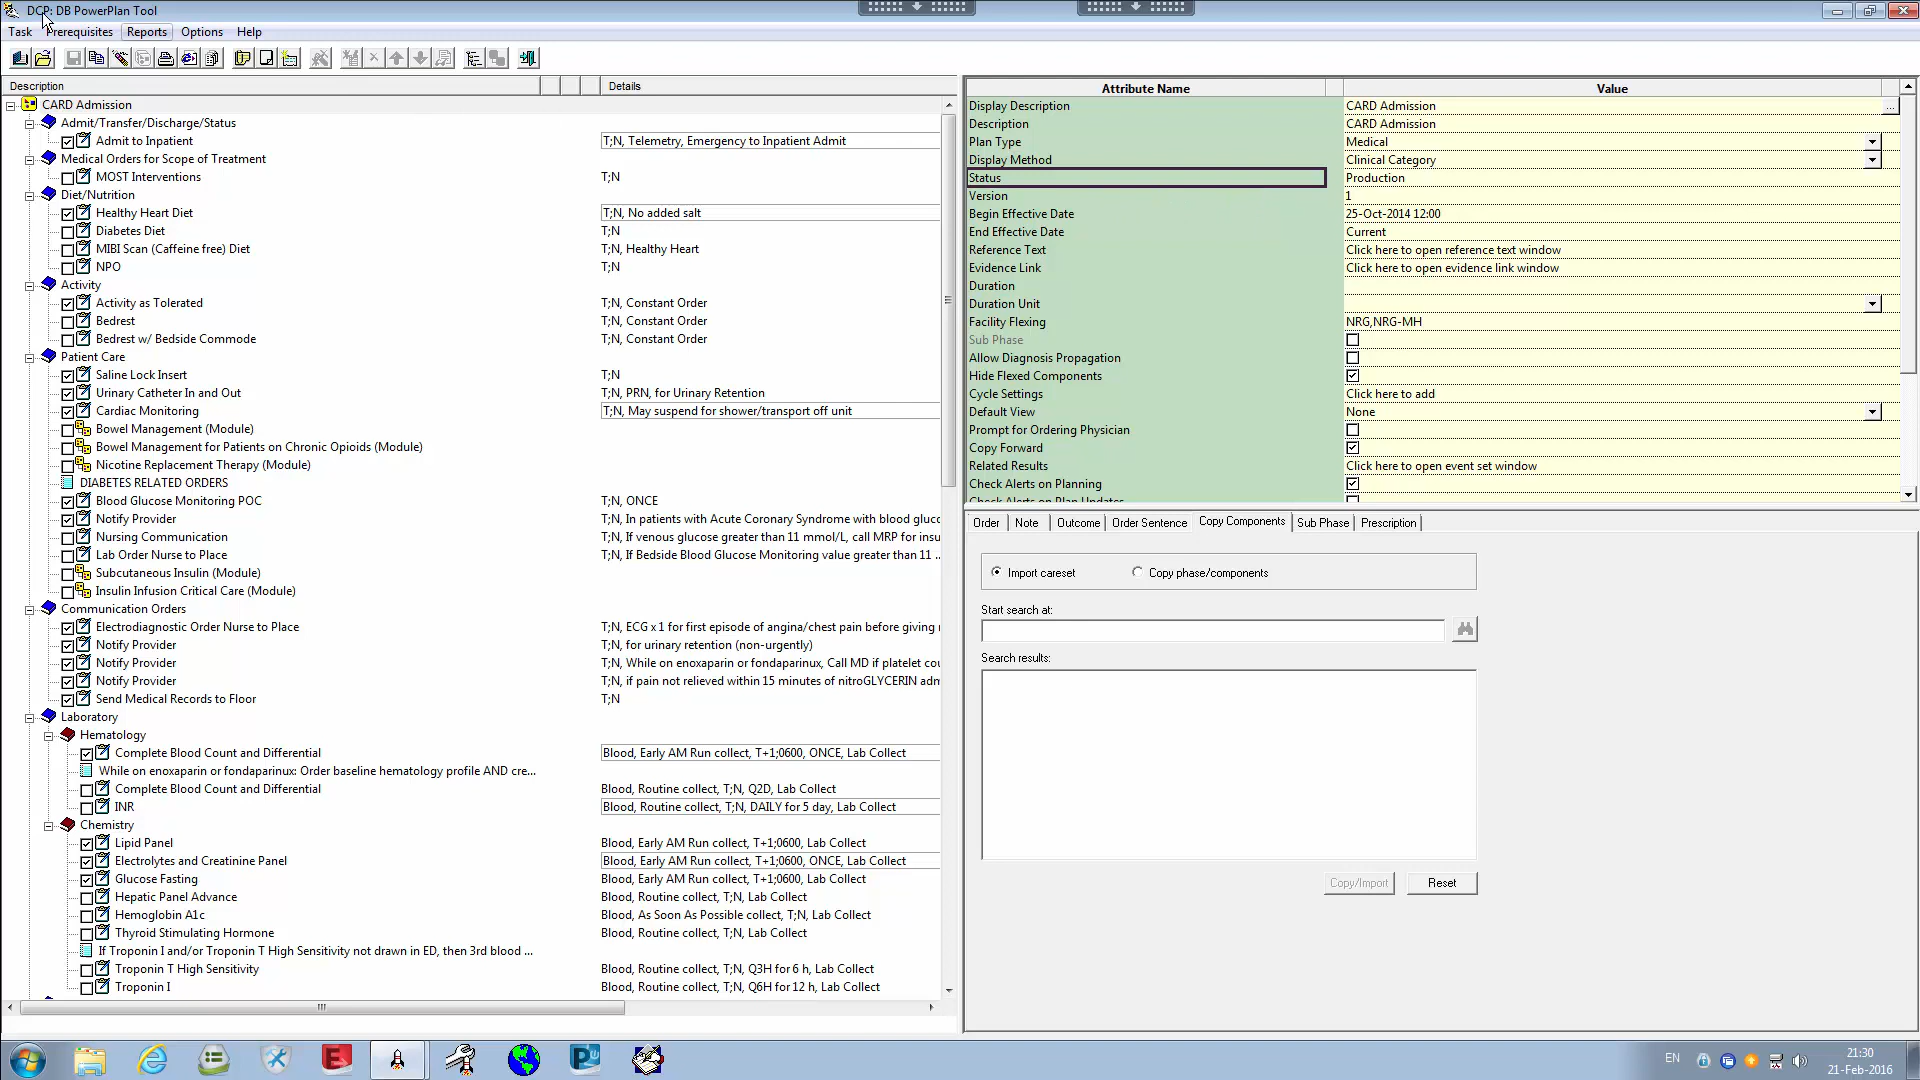 DCP: DB PowerPlan Tool
Task Prerequisites Reports Options Help
Description Details
CARD Admission
Admit/Transfer/Discharge/Status
Admit to Inpatient T;N, Telemetry, Emergency to Inpatient Admit
Medical Orders for Scope of Treatment
MOST Interventions T;N
Diet/Nutrition
Healthy Heart Diet T;N, No added salt
Diabetes Diet T;N
MIBI Scan (Caffeine free) Diet T;N, Healthy Heart
NPO T;N
Activity
Activity as Tolerated T;N, Constant Order
Bedrest T;N, Constant Order
Bedrest w/ Bedside Commode T;N, Constant Order
Patient Care
Saline Lock Insert T;N
Urinary Catheter In and Out T;N, PRN, for Urinary Retention
Cardiac Monitoring T;N, May suspend for shower/transport off unit
Bowel Management (Module)
Bowel Management for Patients on Chronic Opioids (Module)
Nicotine Replacement Therapy (Module)
DIABETES RELATED ORDERS
Blood Glucose Monitoring POC T;N, ONCE
Notify Provider T;N, In patients with Acute Coronary Syndrome with blood gluco
Nursing Communication T;N, If venous glucose greater than 11 mmol/L, call MRP for insu
Lab Order Nurse to Place T;N, If Bedside Blood Glucose Monitoring value greater than 11 ...
Subcutaneous Insulin (Module)
Insulin Infusion Critical Care (Module)
Communication Orders
Electrodiagnostic Order Nurse to Place T;N, ECG x 1 for first episode of angina/chest pain before giving
Notify Provider T;N, for urinary retention (non-urgently)
Notify Provider T;N, While on enoxaparin or fondaparinux, Call MD if platelet cou
Notify Provider T;N, if pain not relieved within 15 minutes of nitroGLYCERIN adm
Send Medical Records to Floor T;N
Laboratory
Hematology
Complete Blood Count and Differential Blood, Early AM Run collect, T+1;0600, ONCE, Lab Collect
While on enoxaparin or fondaparinux: Order baseline hematology profile AND cre...
Complete Blood Count and Differential Blood, Routine collect, T;N, Q2D, Lab Collect
INR Blood, Routine collect, T;N, DAILY for 5 day, Lab Collect
Chemistry
Lipid Panel Blood, Early AM Run collect, T+1;0600, Lab Collect
Electrolytes and Creatinine Panel Blood, Early AM Run collect, T+1;0600, ONCE, Lab Collect
Glucose Fasting Blood, Early AM Run collect, T+1;0600, Lab Collect
Hepatic Panel Advance Blood, Routine collect, T;N, Lab Collect
Hemoglobin A1c Blood, As Soon As Possible collect, T;N, Lab Collect
Thyroid Stimulating Hormone Blood, Routine collect, T;N, Lab Collect
If Troponin I and/or Troponin T High Sensitivity not drawn in ED, then 3rd blood ...
Troponin T High Sensitivity Blood, Routine collect, T;N, Q3H for 6 h, Lab Collect
Troponin I Blood, Routine collect, T;N, Q6H for 12 h, Lab Collect
Attribute Name Value
Display Description CARD Admission ...
Description CARD Admission
Plan Type Medical
Display Method Clinical Category
Status Production
Version 1
Begin Effective Date 25-Oct-2014 12:00
End Effective Date Current
Reference Text Click here to open reference text window
Evidence Link Click here to open evidence link window
Duration
Duration Unit
Facility Flexing NRG,NRG-MH
Sub Phase
Allow Diagnosis Propagation
Hide Flexed Components
Cycle Settings Click here to add
Default View None
Prompt for Ordering Physician
Copy Forward
Related Results Click here to open event set window
Check Alerts on Planning
Check Alerts on Plan Updates
Order Note Outcome Order Sentence Copy Components Sub Phase Prescription
Import careset Copy phase/components
Start search at:
Search results:
Copy/Import Reset
EN 21:30
21-Feb-2016